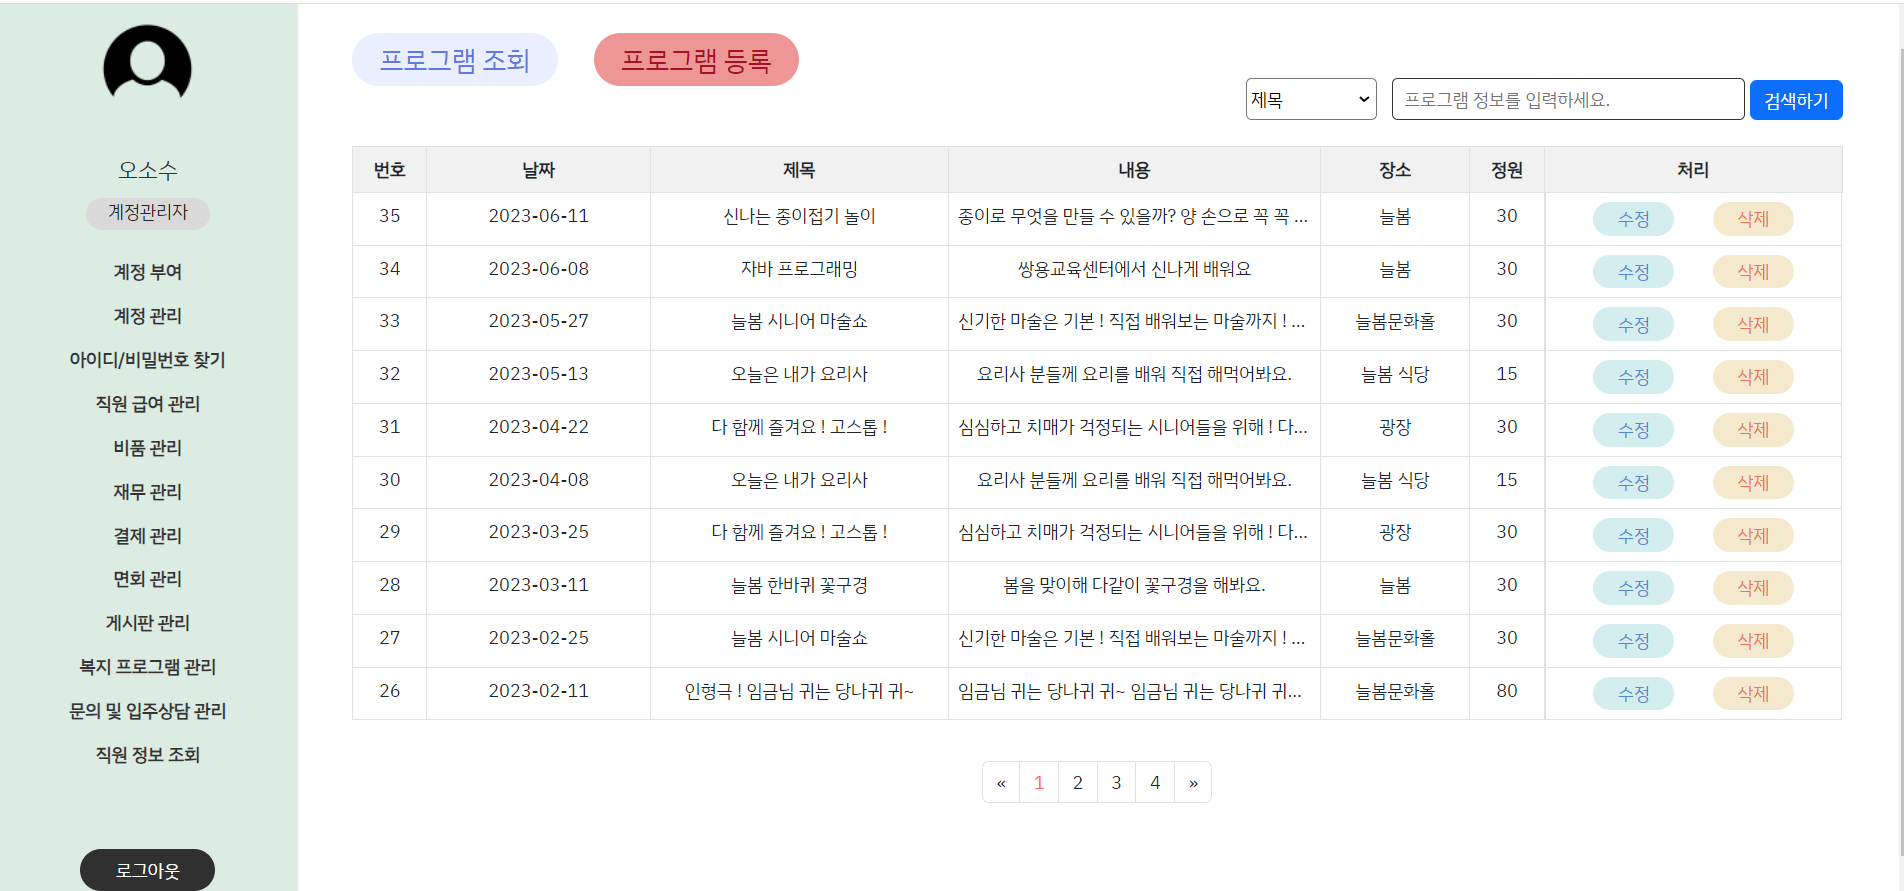 오소수
계정관리자
계정 부여
계정 관리
아이디/비밀번호 찾기
직원 급여 관리
비품 관리
재무 관리
결제 관리
면회 관리
게시판 관리
복지 프로그램 관리
문의 및 입주상담 관리
직원 정보 조회
로그아웃
프로그램 조회 프로그램 등록
제목 프로그램 정보를 입력하세요. 검색하기
번호 날짜 제목 내용 장소 정원 처리
35 2023-06-11 신나는 종이접기 놀이 종이로 무엇을 만들 수 있을까? 양 손으로 꼭 꼭 ... 늘봄 30 수정 삭제
34 2023-06-08 자바 프로그래밍 쌍용교육센터에서 신나게 배워요 늘봄 30 수정 삭제
33 2023-05-27 늘봄 시니어 마술쇼 신기한 마술은 기본 ! 직접 배워보는 마술까지 ! ... 늘봄문화홀 30 수정 삭제
32 2023-05-13 오늘은 내가 요리사 요리사 분들께 요리를 배워 직접 해먹어봐요. 늘봄 식당 15 수정 삭제
31 2023-04-22 다 함께 즐겨요 ! 고스톱 ! 심심하고 치매가 걱정되는 시니어들을 위해 ! 다... 광장 30 수정 삭제
30 2023-04-08 오늘은 내가 요리사 요리사 분들께 요리를 배워 직접 해먹어봐요. 늘봄 식당 15 수정 삭제
29 2023-03-25 다 함께 즐겨요 ! 고스톱 ! 심심하고 치매가 걱정되는 시니어들을 위해 ! 다... 광장 30 수정 삭제
28 2023-03-11 늘봄 한바퀴 꽃구경 봄을 맞이해 다같이 꽃구경을 해봐요. 늘봄 30 수정 삭제
27 2023-02-25 늘봄 시니어 마술쇼 신기한 마술은 기본 ! 직접 배워보는 마술까지 ! ... 늘봄문화홀 30 수정 삭제
26 2023-02-11 인형극 ! 임금님 귀는 당나귀 귀~ 임금님 귀는 당나귀 귀~ 임금님 귀는 당나귀 귀... 늘봄문화홀 80 수정 삭제
« 1 2 3 4 »